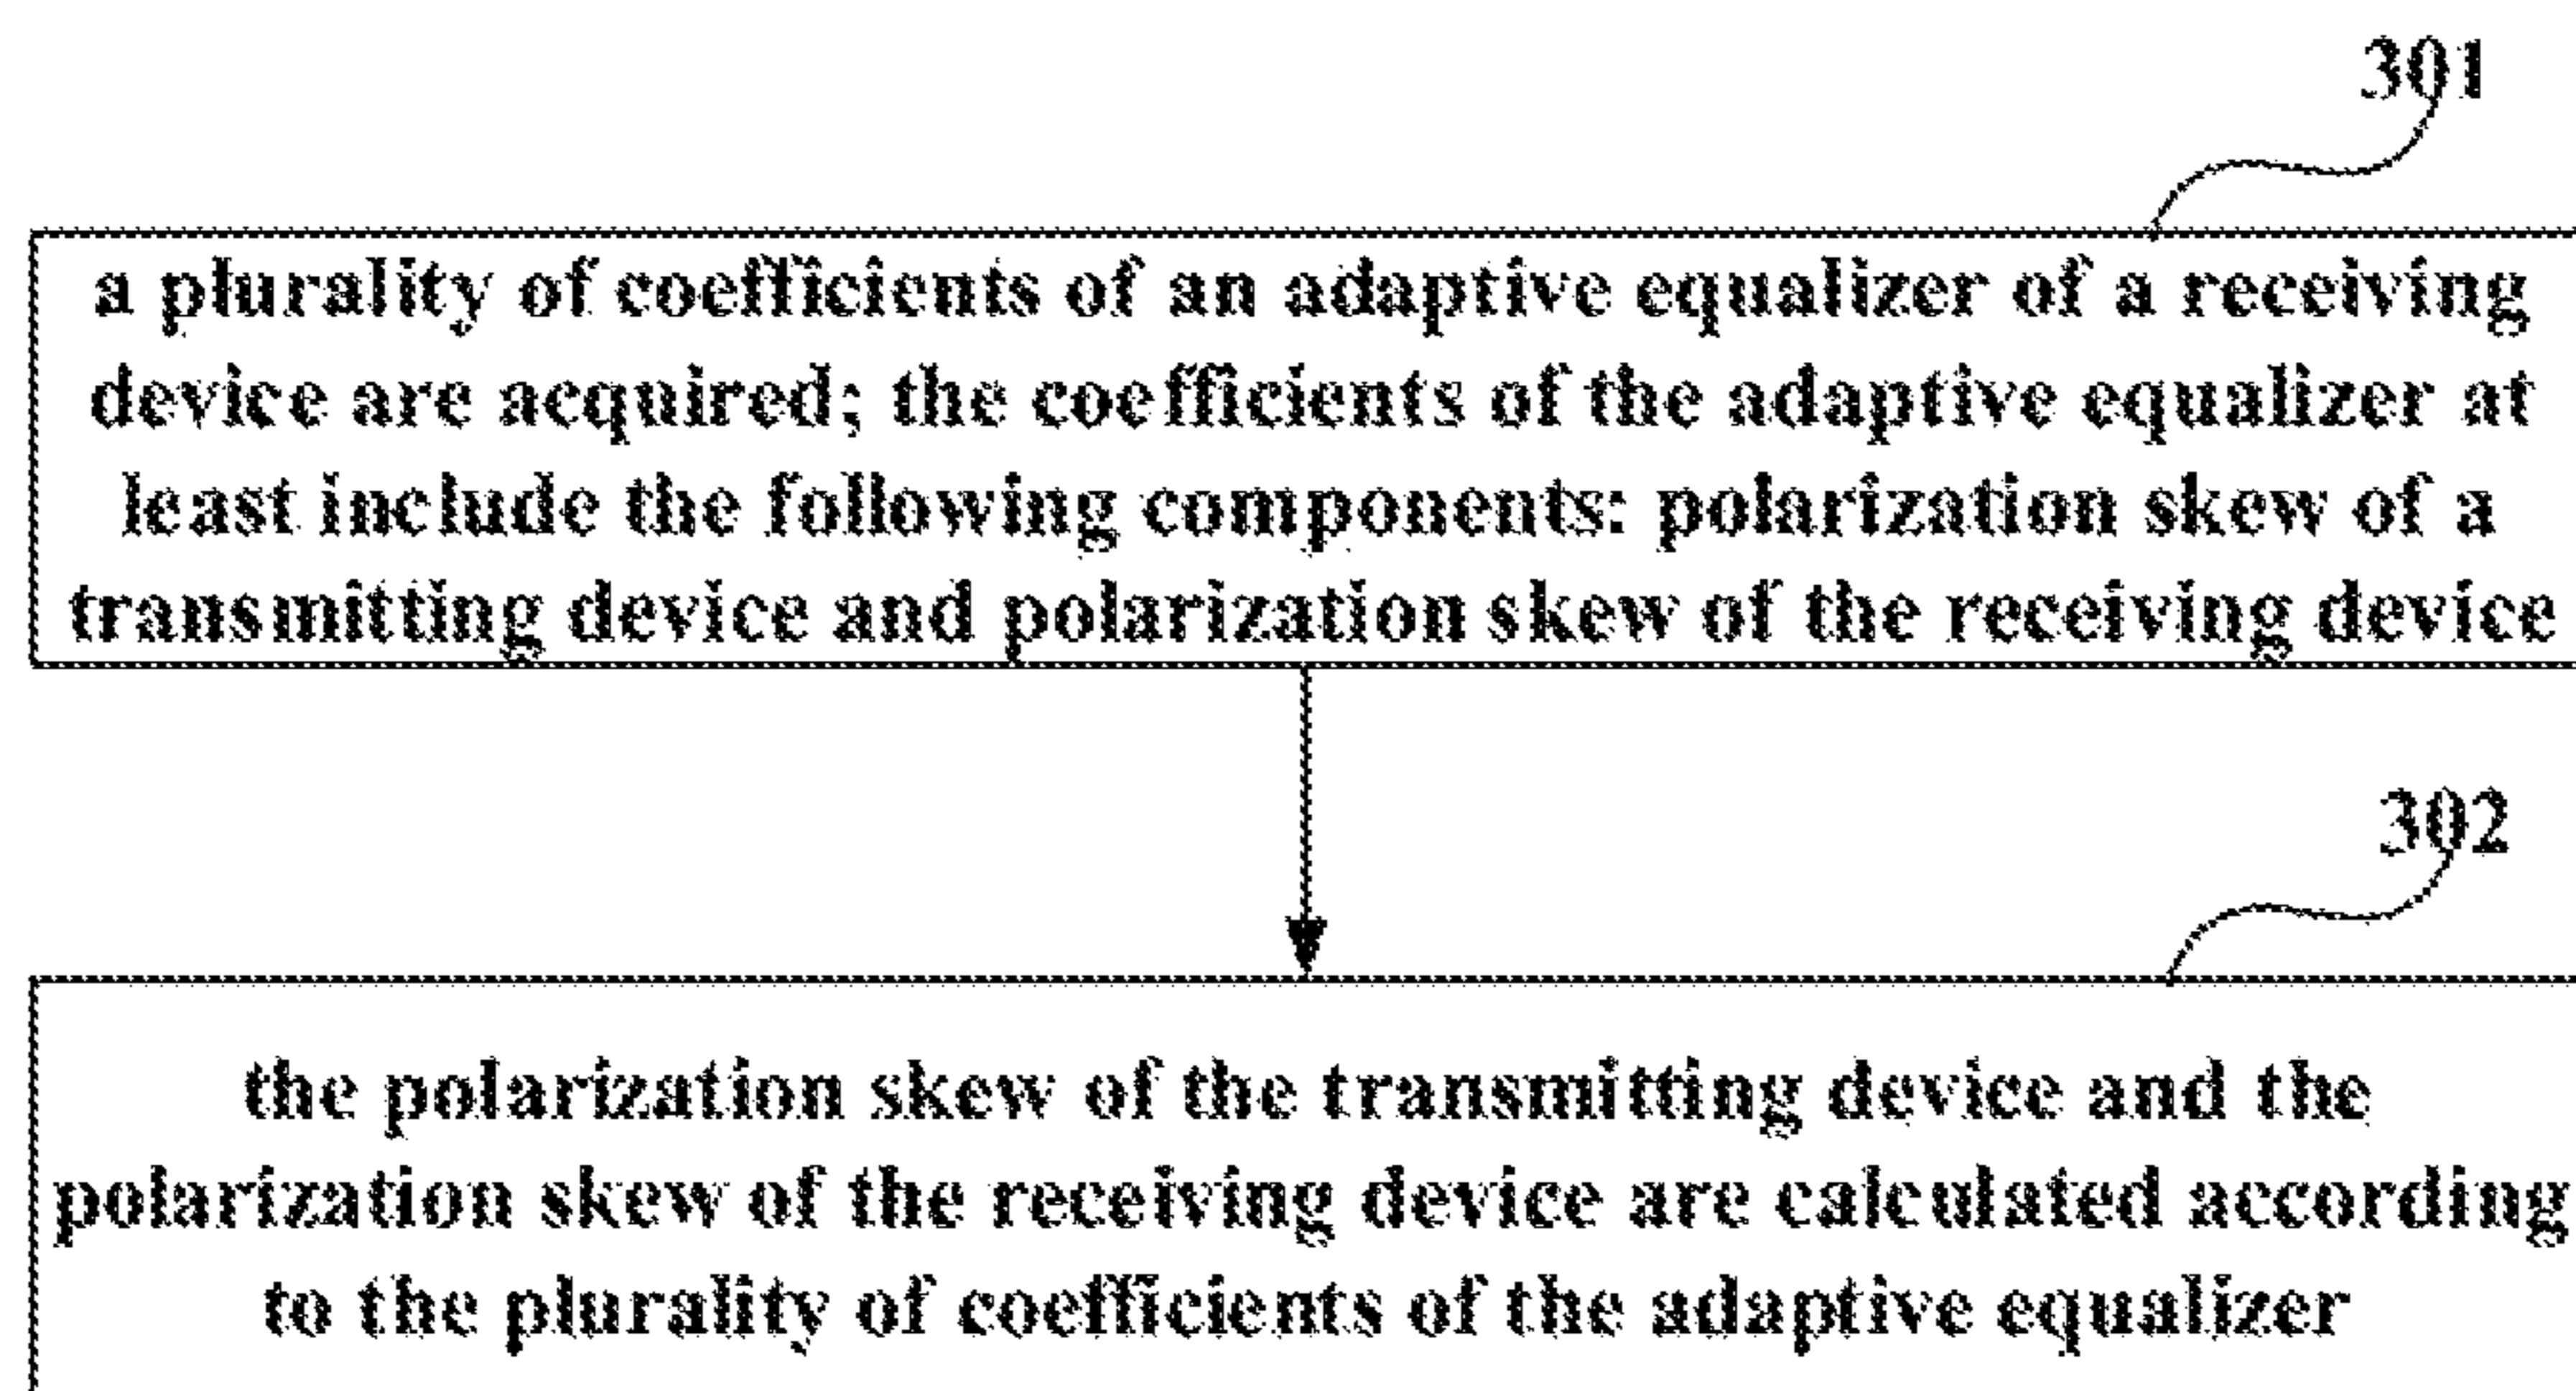 301
a plurality of coefficients of an adaptive equalizer of a receiving
device are acquired; the coefficients of the adaptive equalizer at
least include the following components: polarization skew of a
transmitting device and polarization skew of the receiving device
302
the polarization skew of the transmitting device and the
polarization skew of the receiving device are calculated according
to the plurality of coefficients of the adaptive equalizer